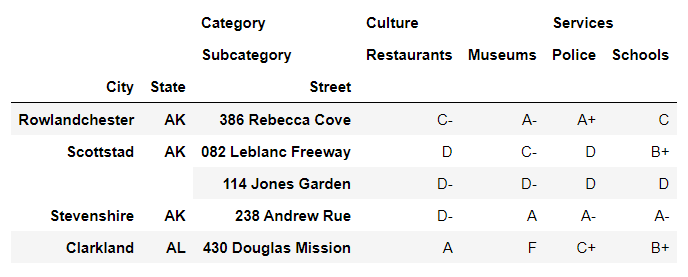 Category Culture Services
Subcategory Restaurants Museums Police Schools
City State Street
Rowlandchester AK 386 Rebecca Cove C- A- A+ C
Scottstad AK 082 Leblanc Freeway D C- D B+
114 Jones Garden D- D- D D
Stevenshire AK 238 Andrew Rue D- A A- A-
Clarkland AL 430 Douglas Mission A F C+ B+